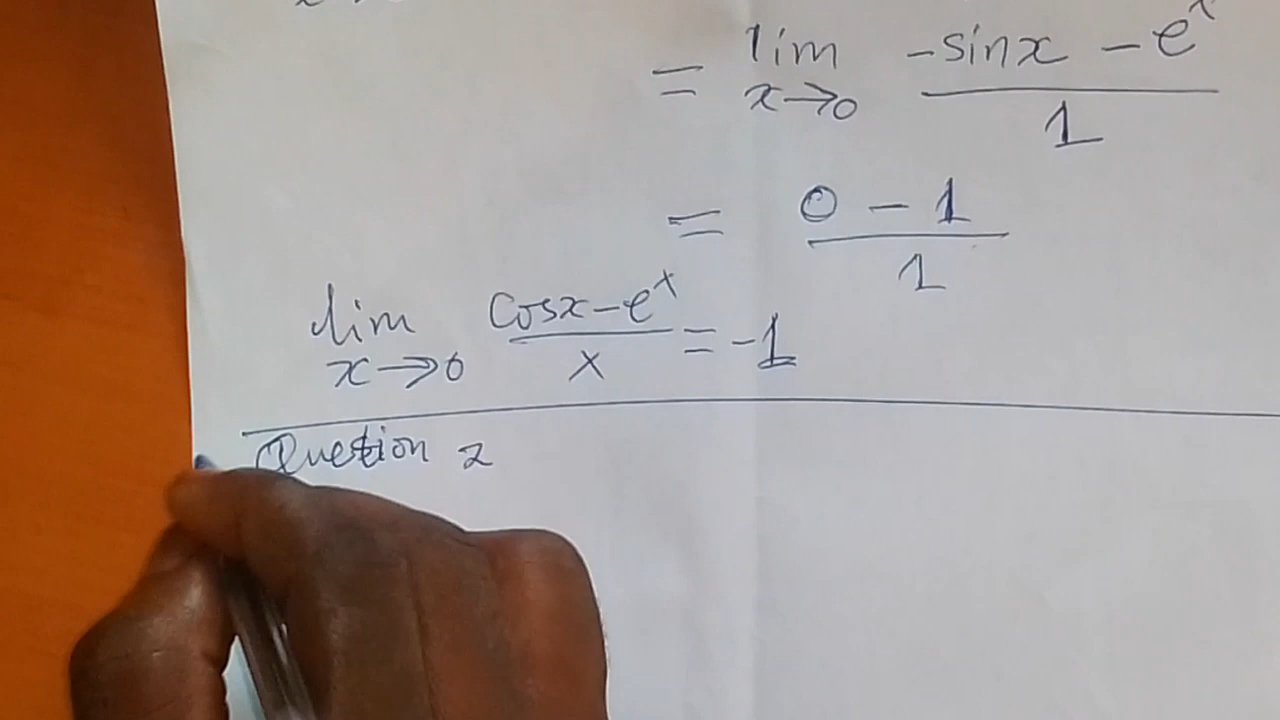 = lim x→0 -sinx - e^x / 1
= 0 - 1 / 1
lim x→0 cosx-e^x / x = -1
Question 2